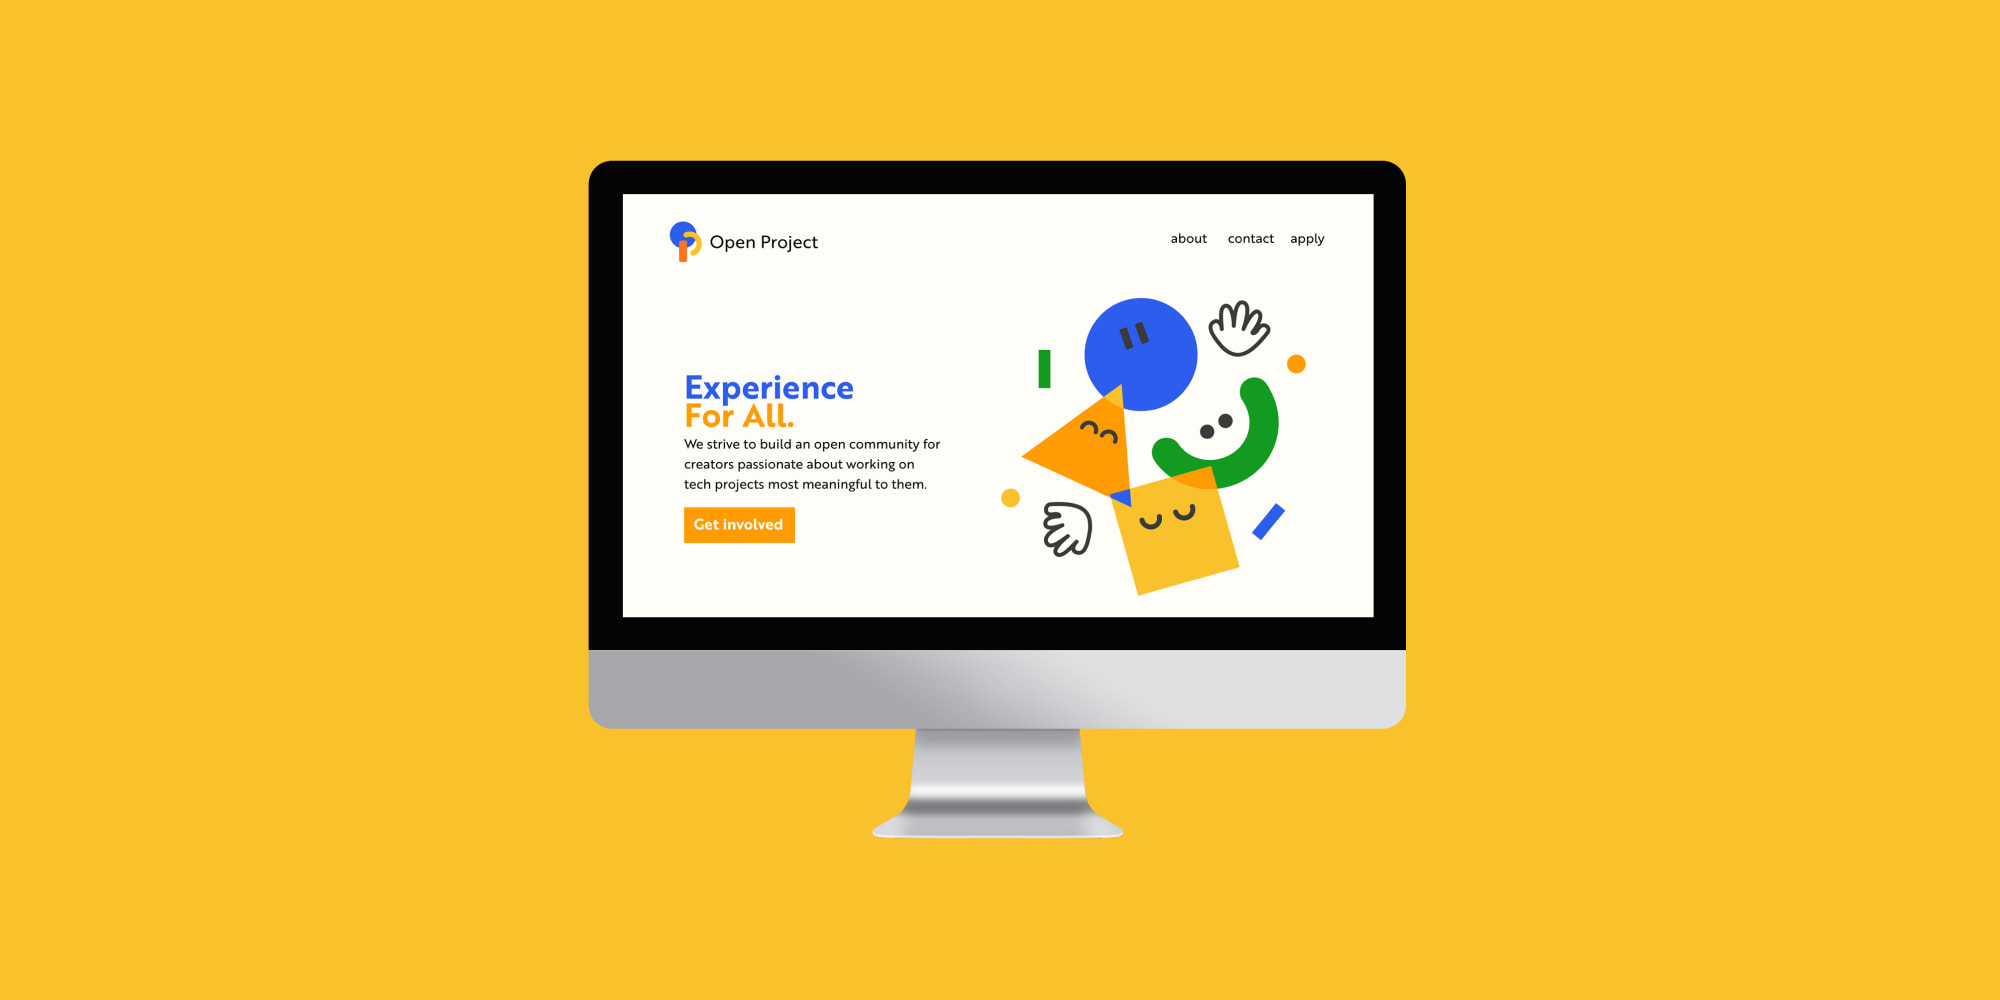 Open Project
about contact apply
Experience
For All.
We strive to build an open community for
creators passionate about working on
tech projects most meaningful to them.
Get involved